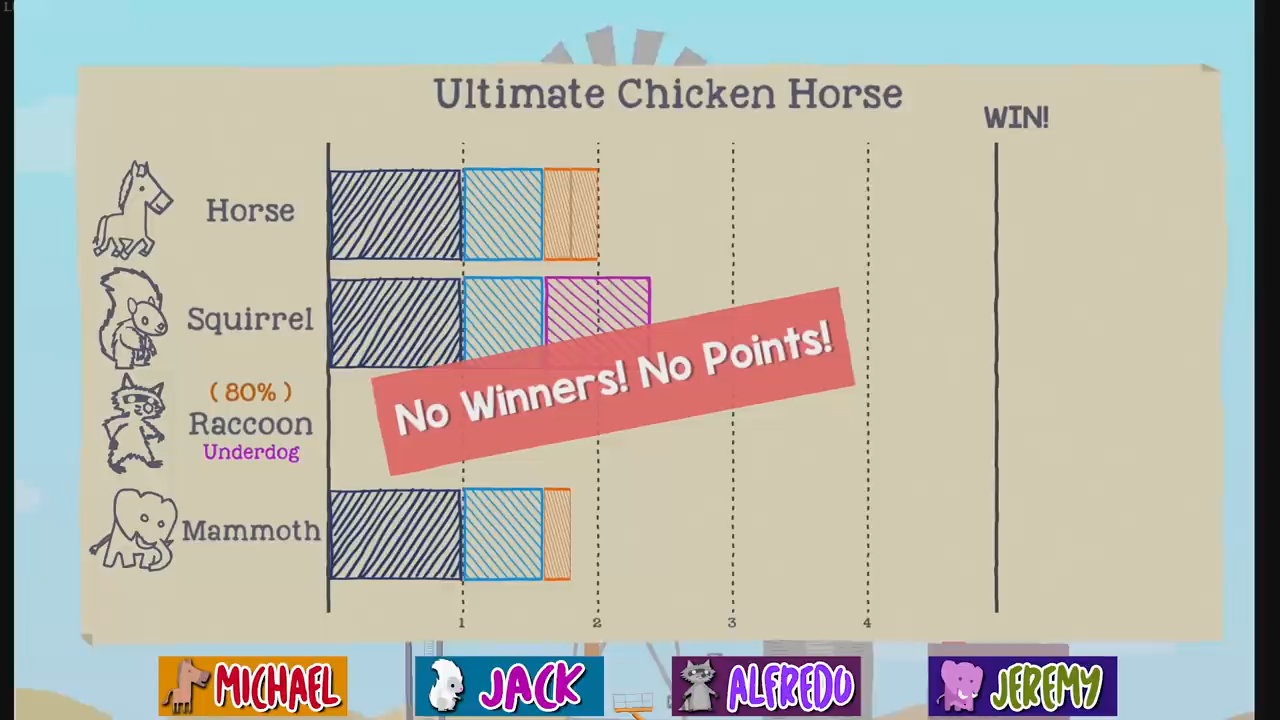 Ultimate Chicken Horse
WIN!
Horse
Squirrel
( 80% )
Raccoon
Underdog
Mammoth
No Winners! No Points!
1 2 3 4
MICHAEL
JACK
ALFREDO
JEREMY